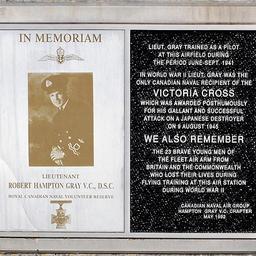 IN MEMORIAM
LIEUTENANT
ROBERT HAMPTON GRAY V.C., D.S.C.
ROYAL CANADIAN NAVAL VOLUNTEER RESERVE
LIEUT. GRAY TRAINED AS A PILOT
AT THIS AIRFIELD DURING
THE PERIOD JUNE-SEPT. 1941
IN WORLD WAR II LIEUT. GRAY WAS THE
ONLY CANADIAN NAVAL RECIPIENT OF THE
VICTORIA CROSS
WHICH WAS AWARDED POSTHUMOUSLY
FOR HIS GALLANT AND SUCCESSFUL
ATTACK ON A JAPANESE DESTROYER
ON 9 AUGUST 1945
WE ALSO REMEMBER
THE 23 BRAVE YOUNG MEN OF
THE FLEET AIR ARM FROM
BRITAIN AND THE COMMONWEALTH
WHO LOST THEIR LIVES DURING
FLYING TRAINING AT THIS AIR STATION
DURING WORLD WAR II
CANADIAN NAVAL AIR GROUP
HAMPTON GRAY V.C. CHAPTER
MAY